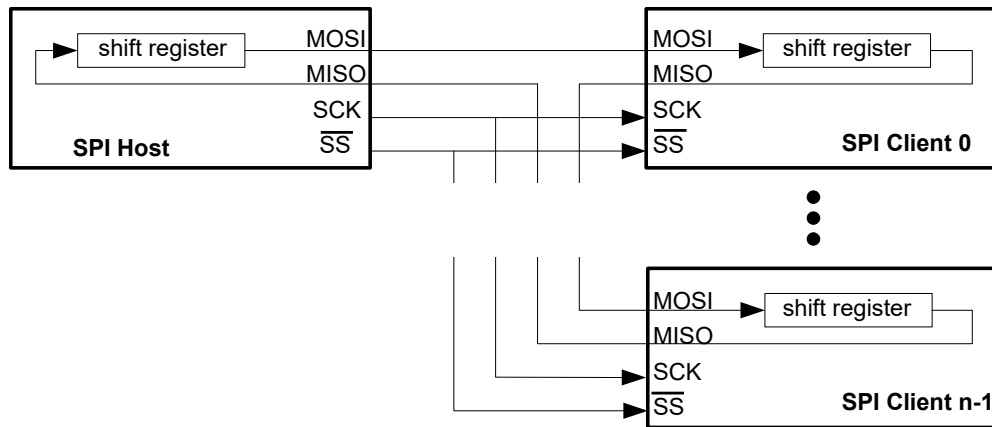 shift register
MOSI
MISO
SCK
SS
SPI Host
MOSI
shift register
MISO
SCK
SS
SPI Client 0
MOSI
shift register
MISO
SCK
SS
SPI Client n-1